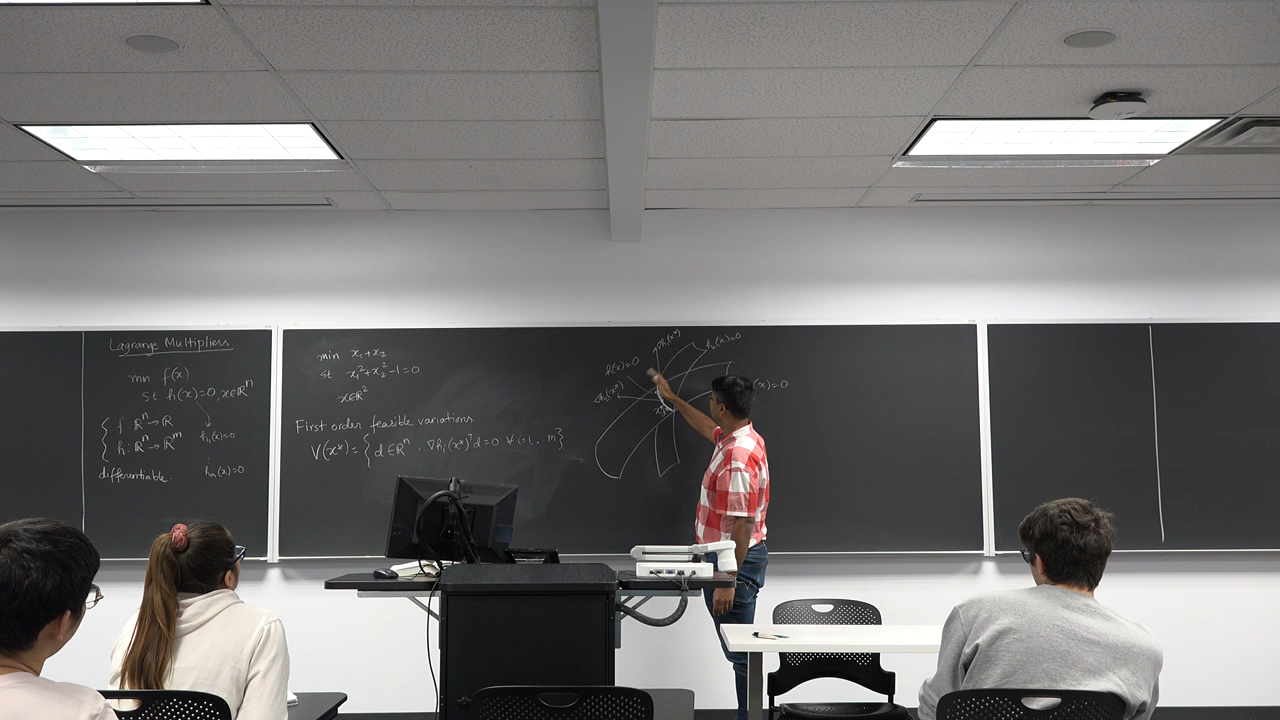 Lagrange Multipliers
min f(x)
st h(x)=0, x∈ℝⁿ
{ f ℝⁿ→ℝ
h: ℝⁿ→ℝᵐ
differentiable.
h₁(x)=0
:
hₘ(x)=0
min x₁+x₂
st x₁²+x₂²-1=0
x∈ℝ²
First order feasible variations
V(x*)={d∈ℝⁿ : ∇hᵢ(x*)ᵀd=0 ∀ i=1.. m}
∇h₁(x*)
h₁(x)=0
h(x)=0
∇h₂(x*)
(x)=0
x*